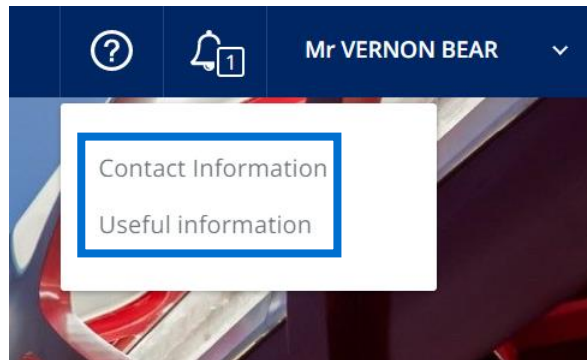 ? 1 Mr VERNON BEAR
Contact Information
Useful information